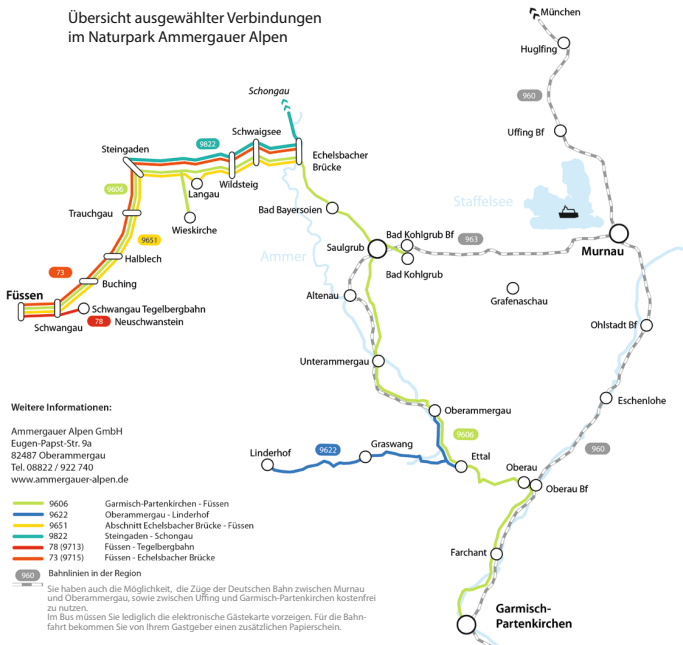 Übersicht ausgewählter Verbindungen
im Naturpark Ammergauer Alpen
München
Huglfing
960
Uffing Bf
Schongau
Schwaigsee
9822
Steingaden
Echelsbacher
Brücke
Wildsteig
Langau
9606
Staffelsee
Bad Bayersoien
Trauchgau
Wieskirche
Bad Kohlgrub Bf
963
9651
Saulgrub
Murnau
Ammer
Halblech
Bad Kohlgrub
73
Buching
Füssen
Altenau
Grafenaschau
Schwangau Tegelbergbahn
78
Neuschwanstein
Schwangau
Ohlstadt Bf
Unterammergau
Eschenlohe
Weitere Informationen:
Oberammergau
Ammergauer Alpen GmbH
Eugen-Papst-Str. 9a
82487 Oberammergau
Tel. 08822 / 922 740
www.ammergauer-alpen.de
9606
Linderhof
9622
Graswang
Ettal
960
Oberau
Oberau Bf
9606 Garmisch-Partenkirchen - Füssen
9622 Oberammergau - Linderhof
9651 Abschnitt Echelsbacher Brücke - Füssen
9822 Steingaden - Schongau
78 (9713) Füssen - Tegelbergbahn
73 (9715) Füssen - Echelsbacher Brücke
Farchant
960 Bahnlinien in der Region
Sie haben auch die Möglichkeit, die Züge der Deutschen Bahn zwischen Murnau
und Oberammergau, sowie zwischen Uffing und Garmisch-Partenkirchen kostenfrei
zu nutzen.
Im Bus müssen Sie lediglich die elektronische Gästekarte vorzeigen. Für die Bahn-
fahrt bekommen Sie von Ihrem Gastgeber einen zusätzlichen Papierschein.
Garmisch-
Partenkirchen